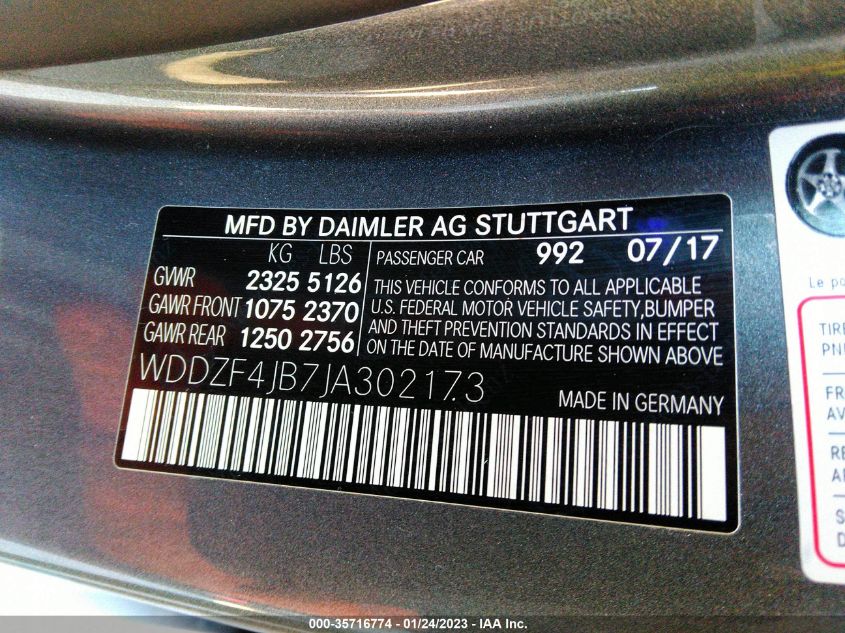 MFD BY DAIMLER AG STUTTGART
KG LBS
GVWR 2325 5126
GAWR FRONT 1075 2370
GAWR REAR 1250 2756
PASSENGER CAR 992 07/17
THIS VEHICLE CONFORMS TO ALL APPLICABLE
U.S. FEDERAL MOTOR VEHICLE SAFETY,BUMPER
AND THEFT PREVENTION STANDARDS IN EFFECT
ON THE DATE OF MANUFACTURE SHOWN ABOVE
WDDZF4JB7JA302173
MADE IN GERMANY
Le
TIRE
000-35716774 - 01/24/2023 - IAA Inc.